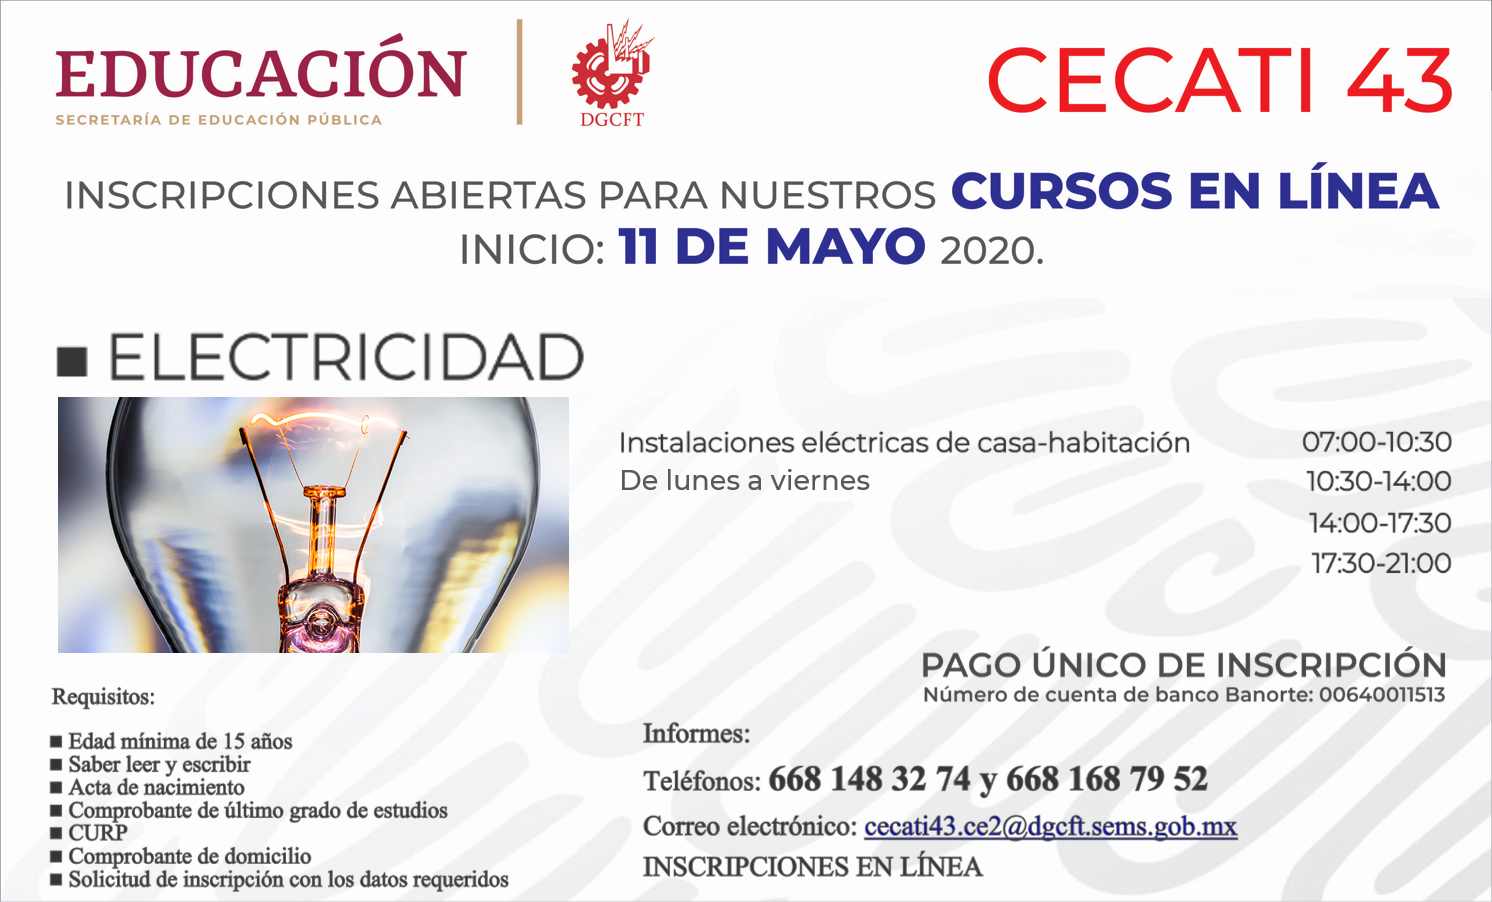 EDUCACIÓN
SECRETARÍA DE EDUCACIÓN PÚBLICA
DGCFT
CECATI 43
INSCRIPCIONES ABIERTAS PARA NUESTROS CURSOS EN LÍNEA
INICIO: 11 DE MAYO 2020.
■ ELECTRICIDAD
Instalaciones eléctricas de casa-habitación 07:00-10:30
De lunes a viernes 10:30-14:00
14:00-17:30
17:30-21:00
PAGO ÚNICO DE INSCRIPCIÓN
Número de cuenta de banco Banorte: 00640011513
Requisitos:
■ Edad mínima de 15 años
■ Saber leer y escribir
■ Acta de nacimiento
■ Comprobante de último grado de estudios
■ CURP
■ Comprobante de domicilio
■ Solicitud de inscripción con los datos requeridos
Informes:
Teléfonos: 668 148 32 74 y 668 168 79 52
Correo electrónico: cecati43.ce2@dgcft.sems.gob.mx
INSCRIPCIONES EN LÍNEA